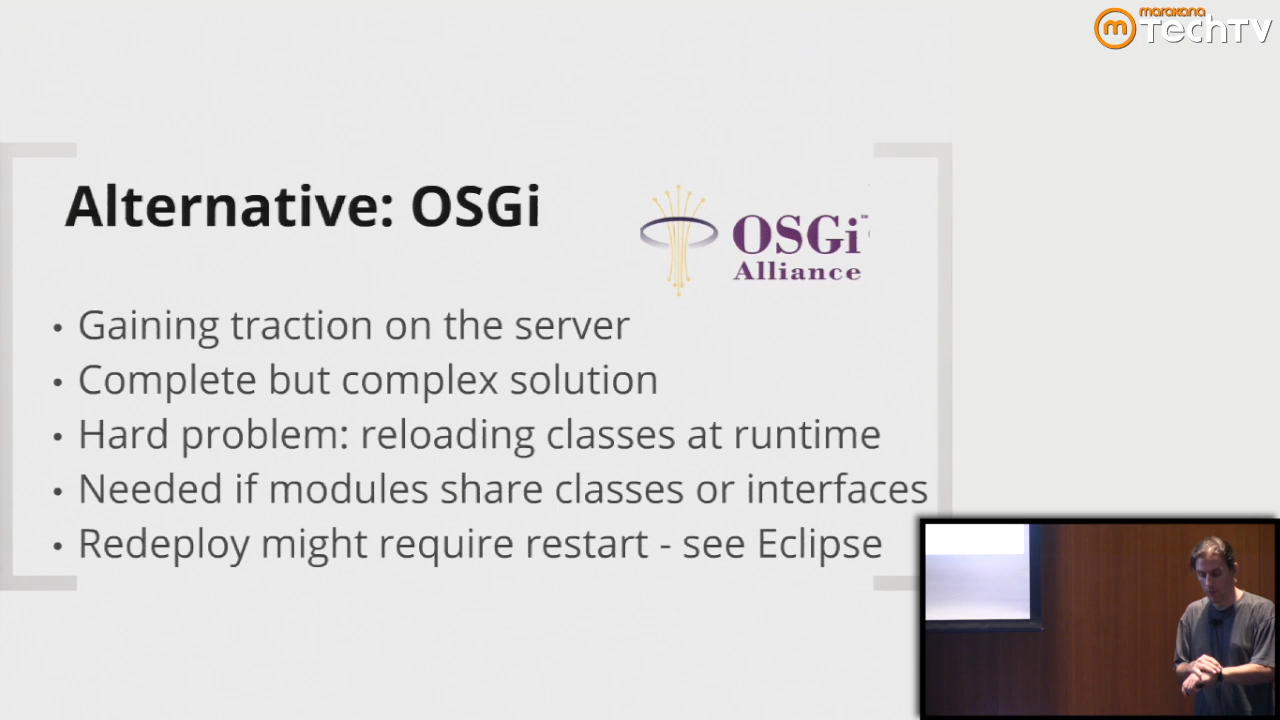 marakana
TechTV
Alternative: OSGi
OSGi™
Alliance
• Gaining traction on the server
• Complete but complex solution
• Hard problem: reloading classes at runtime
• Needed if modules share classes or interfaces
• Redeploy might require restart - see Eclipse